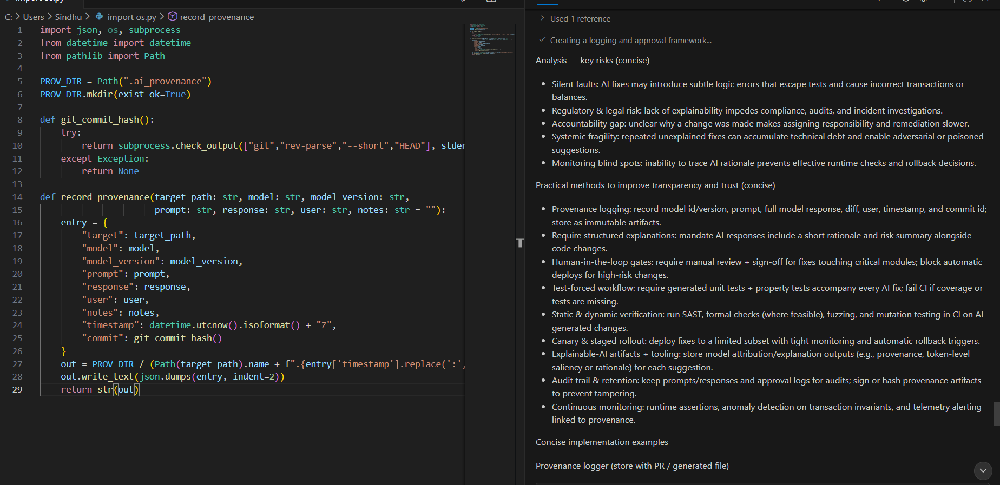 C: > Users > Sindhu > import os.py > record_provenance
1 import json, os, subprocess
2 from datetime import datetime
3 from pathlib import Path
4
5 PROV_DIR = Path(".ai_provenance")
6 PROV_DIR.mkdir(exist_ok=True)
7
8 def git_commit_hash():
9     try:
10         return subprocess.check_output(["git","rev-parse","--short","HEAD"], stder
11     except Exception:
12         return None
13
14 def record_provenance(target_path: str, model: str, model_version: str,
15                       prompt: str, response: str, user: str, notes: str = ""):
16     entry = {
17         "target": target_path,
18         "model": model,
19         "model_version": model_version,
20         "prompt": prompt,
21         "response": response,
22         "user": user,
23         "notes": notes,
24         "timestamp": datetime.utcnow().isoformat() + "Z",
25         "commit": git_commit_hash()
26     }
27     out = PROV_DIR / (Path(target_path).name + f".{entry['timestamp'].replace(':',
28     out.write_text(json.dumps(entry, indent=2))
29     return str(out)
Used 1 reference
Creating a logging and approval framework...
Analysis — key risks (concise)
• Silent faults: AI fixes may introduce subtle logic errors that escape tests and cause incorrect transactions or
balances.
• Regulatory & legal risk: lack of explainability impedes compliance, audits, and incident investigations.
• Accountability gap: unclear why a change was made makes assigning responsibility and remediation slower.
• Systemic fragility: repeated unexplained fixes can accumulate technical debt and enable adversarial or poisoned
suggestions.
• Monitoring blind spots: inability to trace AI rationale prevents effective runtime checks and rollback decisions.
Practical methods to improve transparency and trust (concise)
• Provenance logging: record model id/version, prompt, full model response, diff, user, timestamp, and commit id;
store as immutable artifacts.
• Require structured explanations: mandate AI responses include a short rationale and risk summary alongside
code changes.
• Human-in-the-loop gates: require manual review + sign-off for fixes touching critical modules; block automatic
deploys for high-risk changes.
• Test-forced workflow: require generated unit tests + property tests accompany every AI fix; fail CI if coverage or
tests are missing.
• Static & dynamic verification: run SAST, formal checks (where feasible), fuzzing, and mutation testing in CI on AI-
generated changes.
• Canary & staged rollout: deploy fixes to a limited subset with tight monitoring and automatic rollback triggers.
• Explainable-AI artifacts + tooling: store model attribution/explanation outputs (e.g., provenance, token-level
saliency or rationale) for each suggestion.
• Audit trail & retention: keep prompts/responses and approval logs for audits; sign or hash provenance artifacts
to prevent tampering.
• Continuous monitoring: runtime assertions, anomaly detection on transaction invariants, and telemetry alerting
linked to provenance.
Concise implementation examples
Provenance logger (store with PR / generated file)